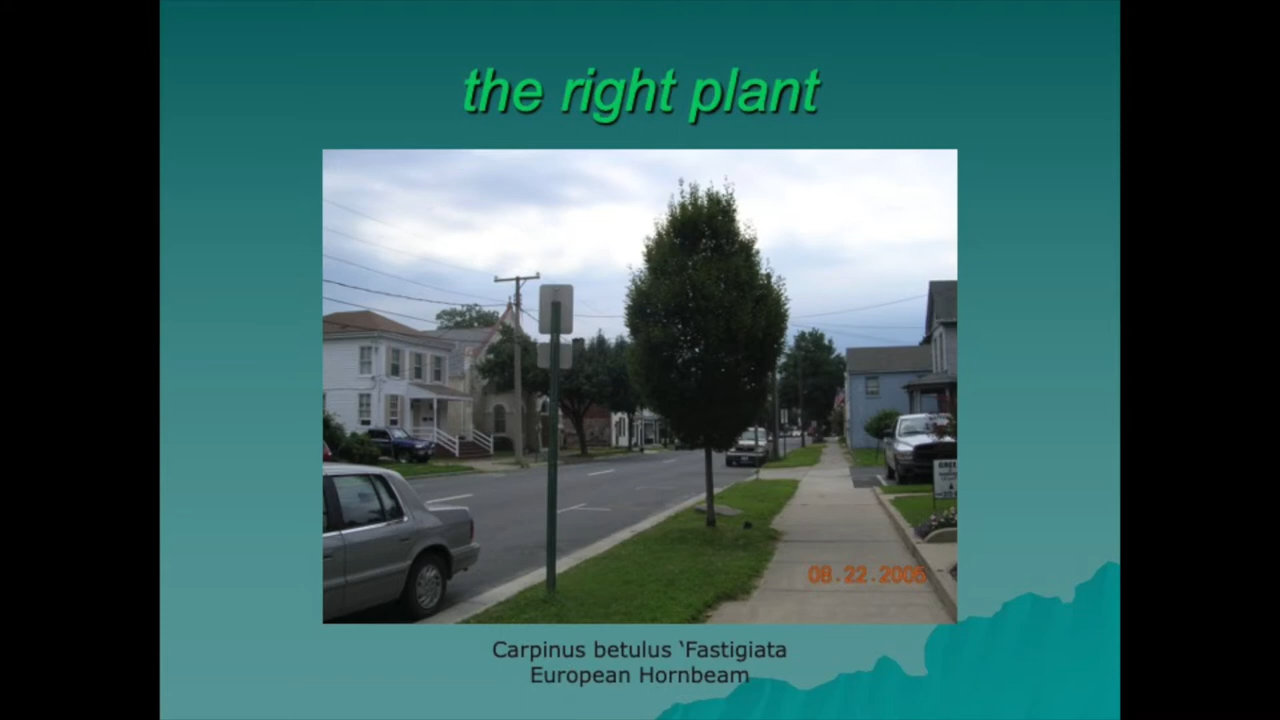 the right plant
08.22.2005
Carpinus betulus ‘Fastigiata
European Hornbeam